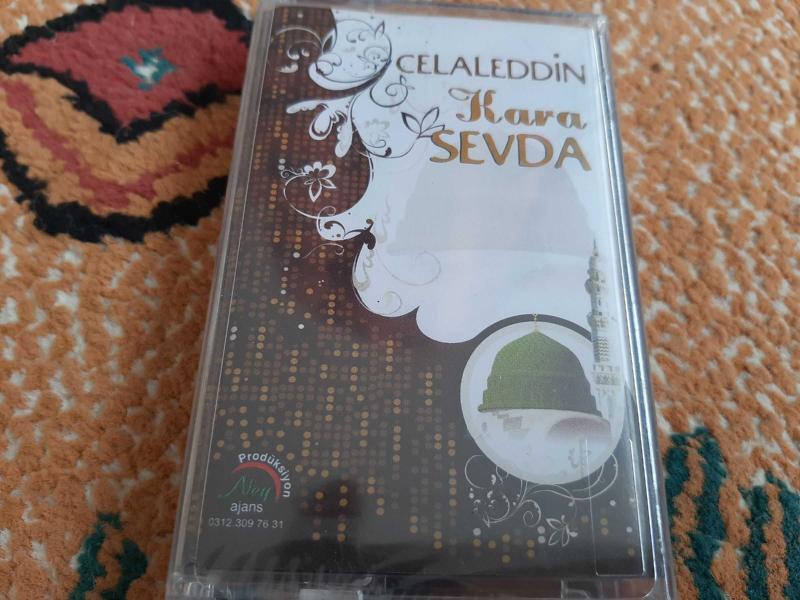 CELALEDDİN
Kara
SEVDA
Prodüksiyon
Ney
ajans
0312 309 76 31